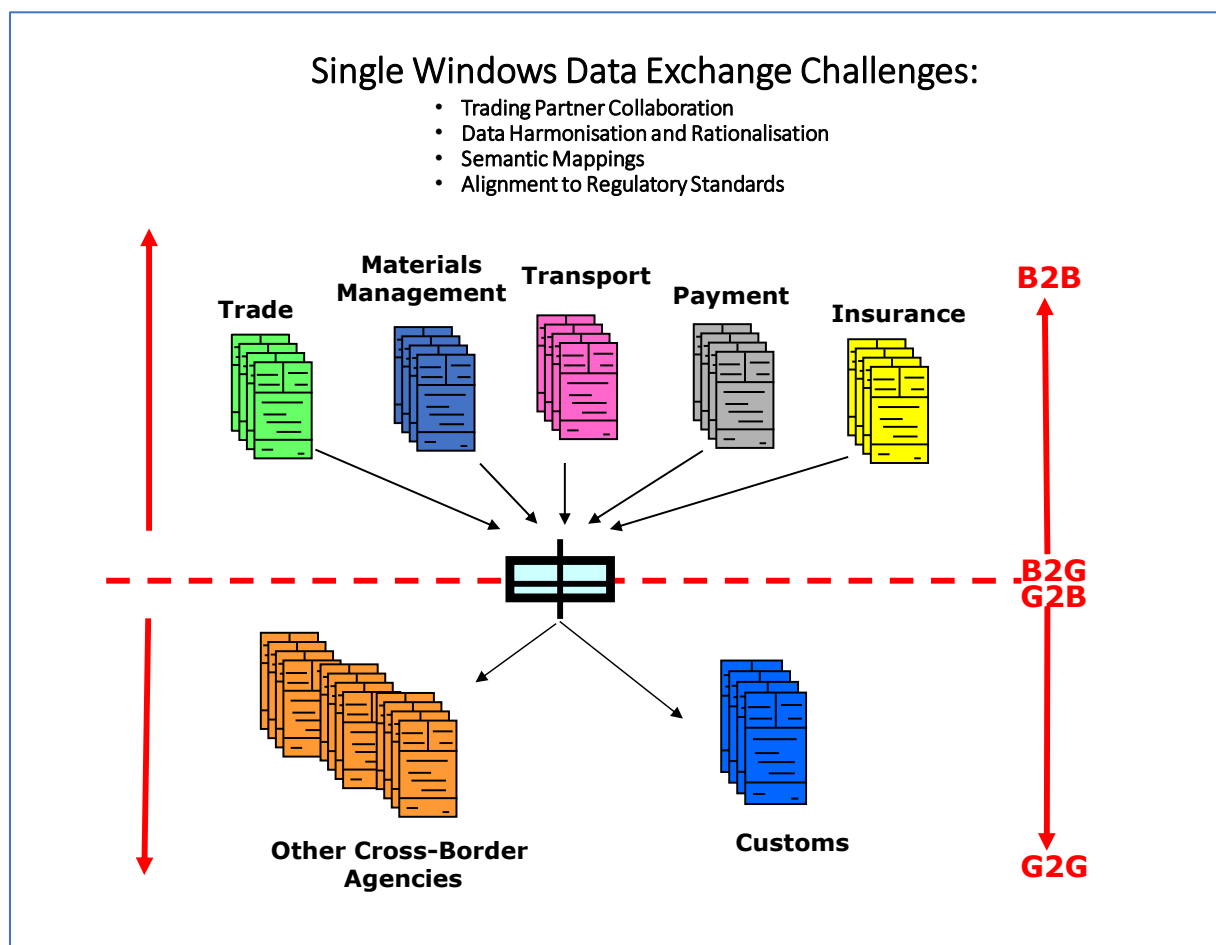 Single Windows Data Exchange Challenges:
• Trading Partner Collaboration
• Data Harmonisation and Rationalisation
• Semantic Mappings
• Alignment to Regulatory Standards
Trade
Materials
Management
Transport
Payment
Insurance
B2B
B2G
G2B
Other Cross-Border
Agencies
Customs
G2G